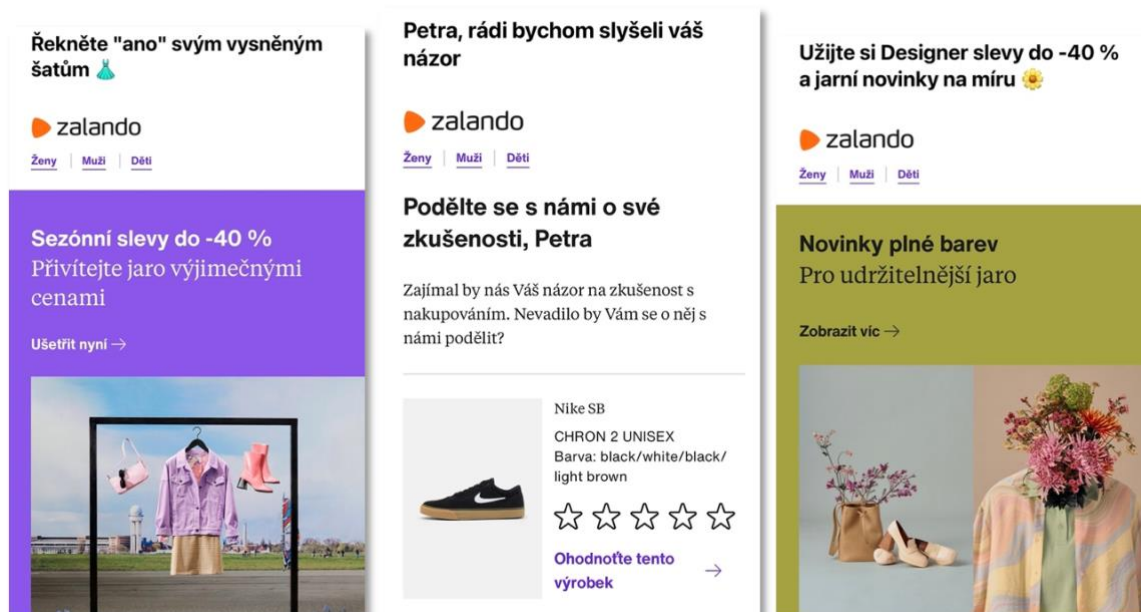 Řekněte "ano" svým vysněným
šatům 👗
zalando
Ženy | Muži | Děti
Sezónní slevy do -40 %
Přivítejte jaro výjimečnými
cenami
Ušetřit nyní →
Petra, rádi bychom slyšeli váš
názor
zalando
Ženy | Muži | Děti
Podělte se s námi o své
zkušenosti, Petra
Zajímal by nás Váš názor na zkušenost s
nakupováním. Nevadilo by Vám se o něj s
námi podělit?
Nike SB
CHRON 2 UNISEX
Barva: black/white/black/
light brown
Ohodnoťte tento
výrobek →
Užijte si Designer slevy do -40 %
a jarní novinky na míru 🌼
zalando
Ženy | Muži | Děti
Novinky plné barev
Pro udržitelnější jaro
Zobrazit víc →